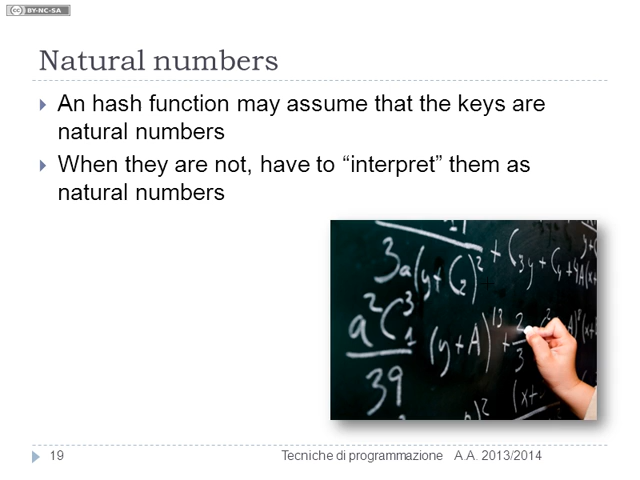 cc BY-NC-SA
Natural numbers
An hash function may assume that the keys are
natural numbers
When they are not, have to “interpret” them as
natural numbers
19
Tecniche di programmazione A.A. 2013/2014